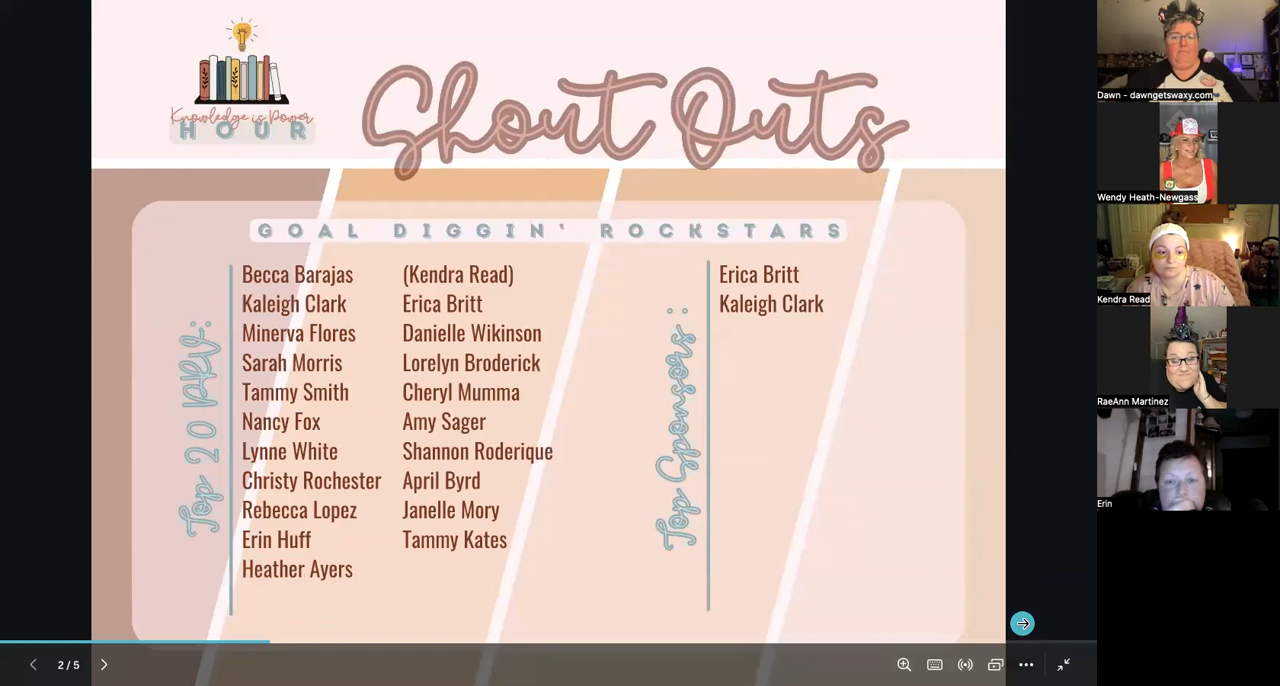 Knowledge is Power
HOUR
Shout Outs
GOAL DIGGIN' ROCKSTARS
Top 20 PRV:
Becca Barajas
Kaleigh Clark
Minerva Flores
Sarah Morris
Tammy Smith
Nancy Fox
Lynne White
Christy Rochester
Rebecca Lopez
Erin Huff
Heather Ayers
(Kendra Read)
Erica Britt
Danielle Wikinson
Lorelyn Broderick
Cheryl Mumma
Amy Sager
Shannon Roderique
April Byrd
Janelle Mory
Tammy Kates
Top Sponsors:
Erica Britt
Kaleigh Clark
2 / 5
Dawn - dawngetswaxy.com
Wendy Heath-Newgass
Kendra Read
RaeAnn Martinez
Erin